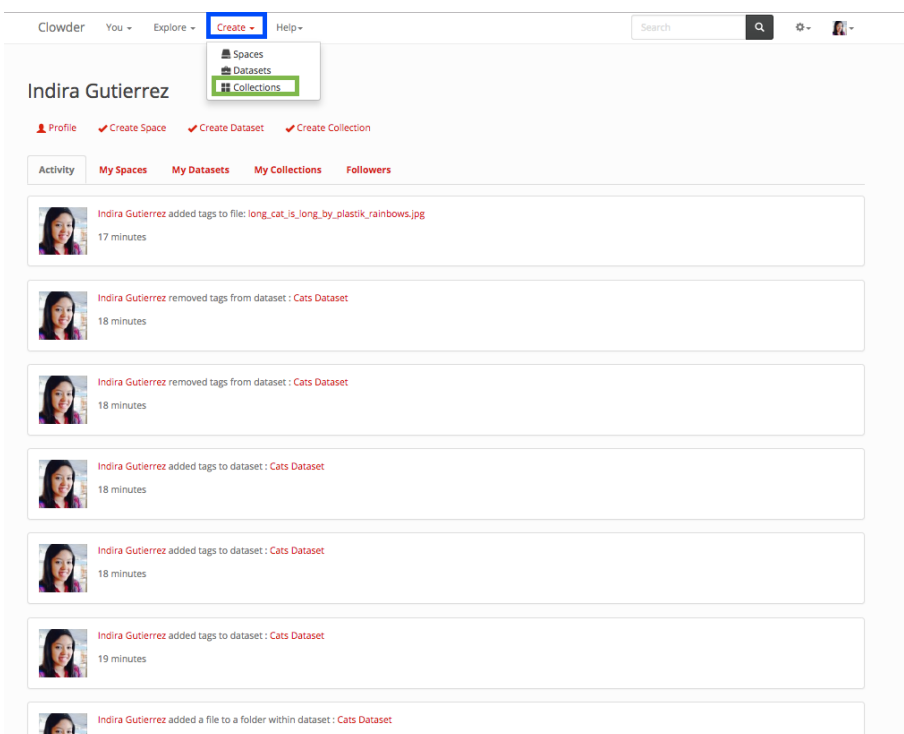 Clowder You Explore Create Help Search
Spaces
Datasets
Collections
Indira Gutierrez
Profile Create Space Create Dataset Create Collection
Activity My Spaces My Datasets My Collections Followers
Indira Gutierrez added tags to file: long_cat_is_long_by_plastik_rainbows.jpg
17 minutes
Indira Gutierrez removed tags from dataset : Cats Dataset
18 minutes
Indira Gutierrez removed tags from dataset : Cats Dataset
18 minutes
Indira Gutierrez added tags to dataset : Cats Dataset
18 minutes
Indira Gutierrez added tags to dataset : Cats Dataset
18 minutes
Indira Gutierrez added tags to dataset : Cats Dataset
19 minutes
Indira Gutierrez added a file to a folder within dataset : Cats Dataset